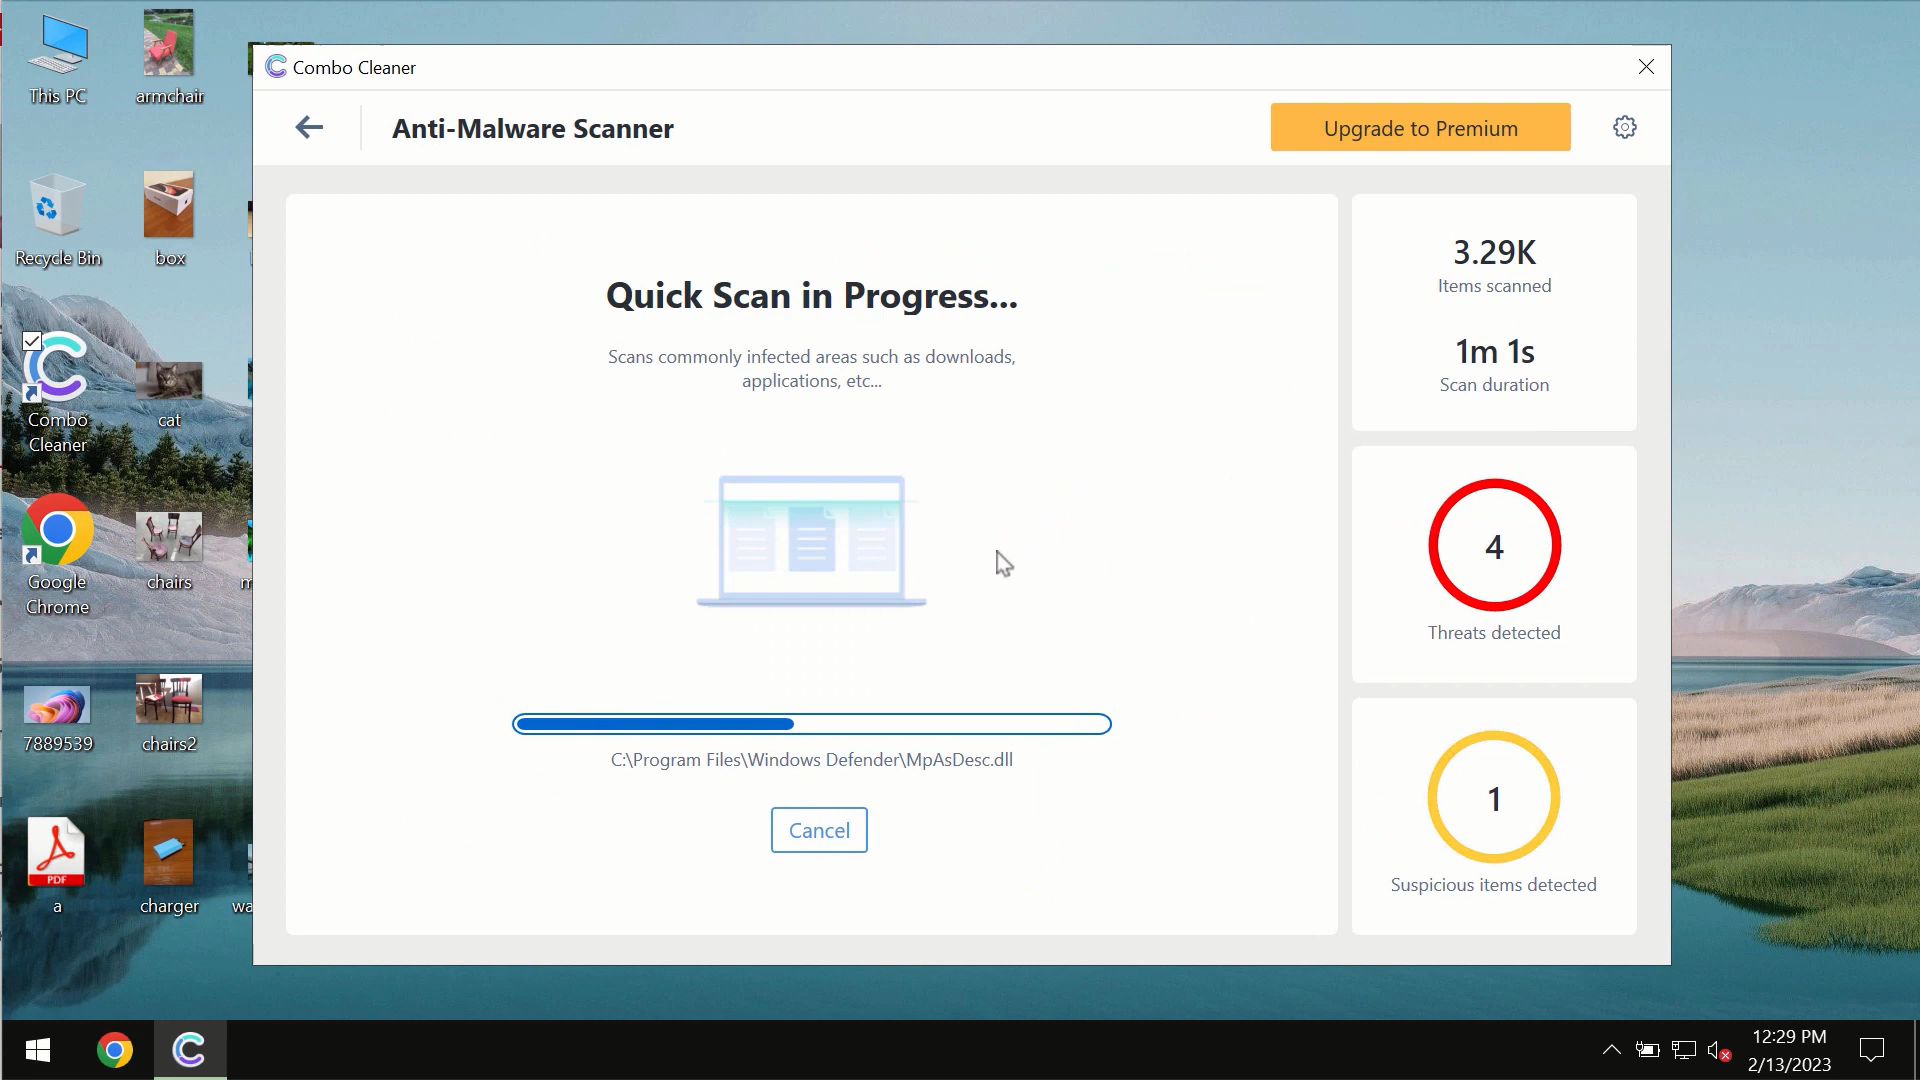 This PC
armchair
Recycle Bin
box
Combo
Cleaner
cat
Google
Chrome
chairs
7889539
chairs2
PDF
a
charger
wa
Combo Cleaner
Anti-Malware Scanner
Upgrade to Premium
Quick Scan in Progress...
Scans commonly infected areas such as downloads,
applications, etc...
C:\Program Files\Windows Defender\MpAsDesc.dll
Cancel
3.29K
Items scanned
1m 1s
Scan duration
4
Threats detected
1
Suspicious items detected
12:29 PM
2/13/2023